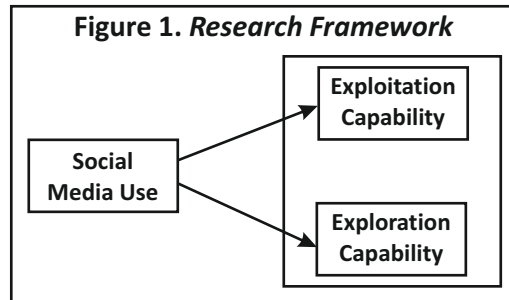 Figure 1. Research Framework
Exploitation
Capability
Social
Media Use
Exploration
Capability